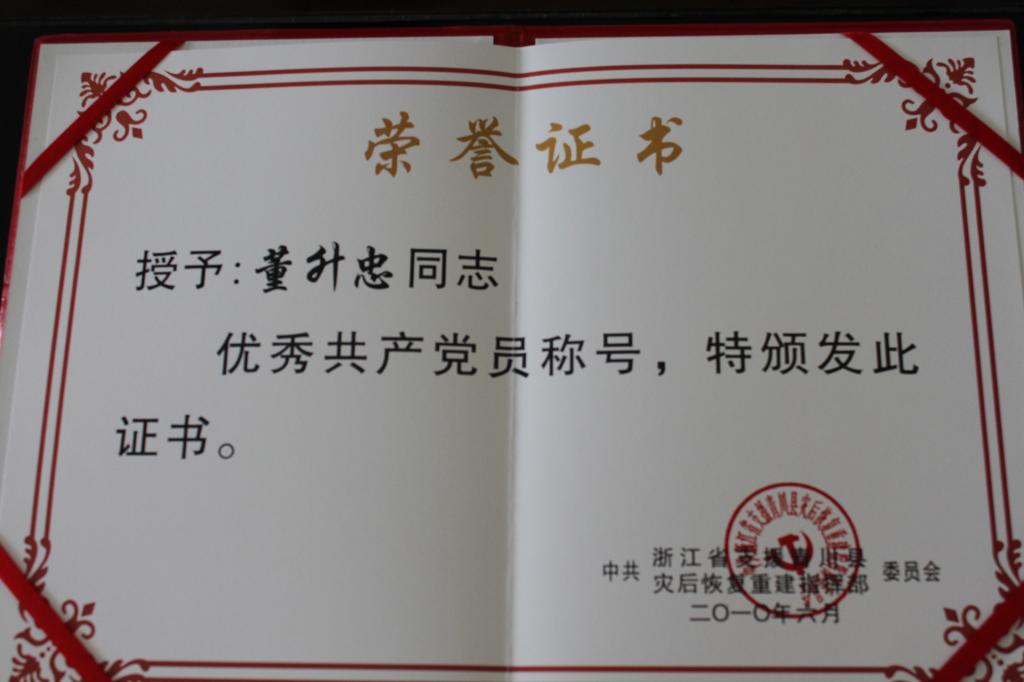 荣誉证书
授予:董升忠同志
优秀共产党员称号，特颁发此
证书。
中共 浙江省支援青川县 委员会
灾后恢复重建指挥部
二〇一〇年六月